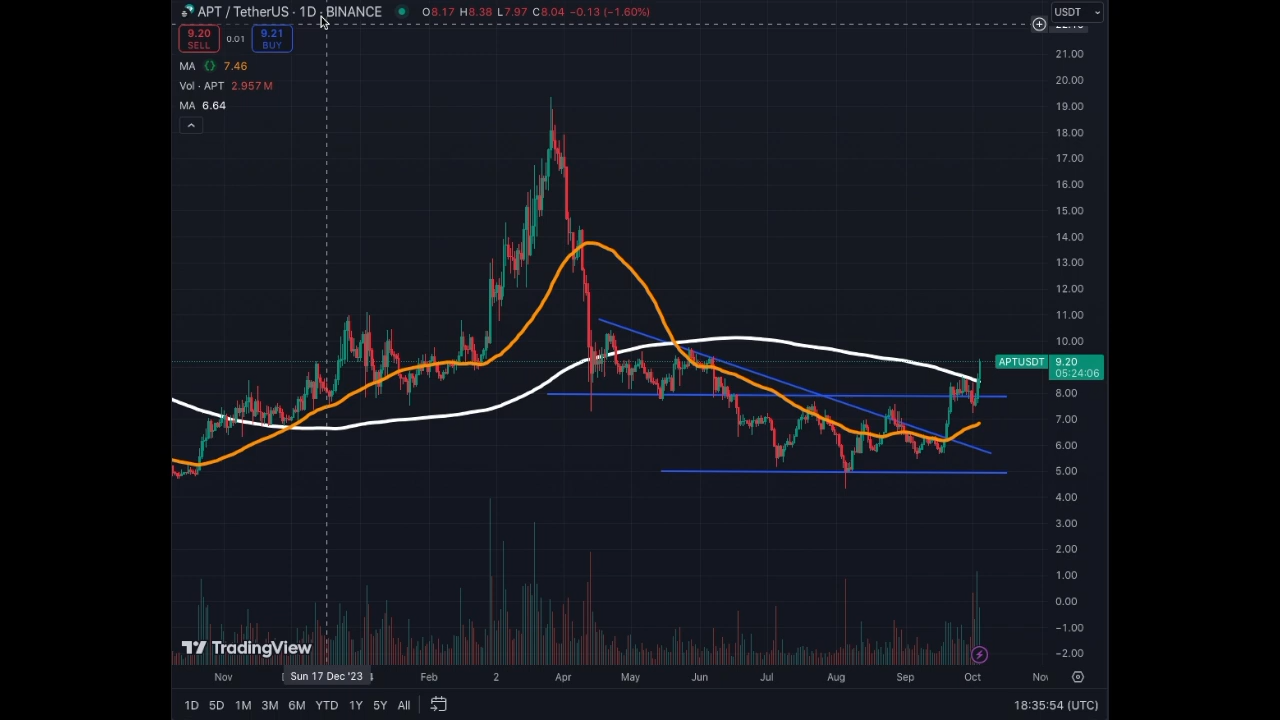 APT / TetherUS · 1D · BINANCE O8.17 H8.38 L7.97 C8.04 −0.13 (−1.60%) USDT
9.20 SELL 0.01 9.21 BUY
MA 7.46
Vol · APT 2.957 M
MA 6.64
21.00
20.00
19.00
18.00
17.00
16.00
15.00
14.00
13.00
12.00
11.00
10.00
APTUSDT 9.20
05:24:06
8.00
7.00
6.00
5.00
4.00
3.00
2.00
1.00
0.00
−1.00
−2.00
TradingView
Nov Sun 17 Dec '23 Feb 2 Apr May Jun Jul Aug Sep Oct
1D 5D 1M 3M 6M YTD 1Y 5Y All 18:35:54 (UTC)